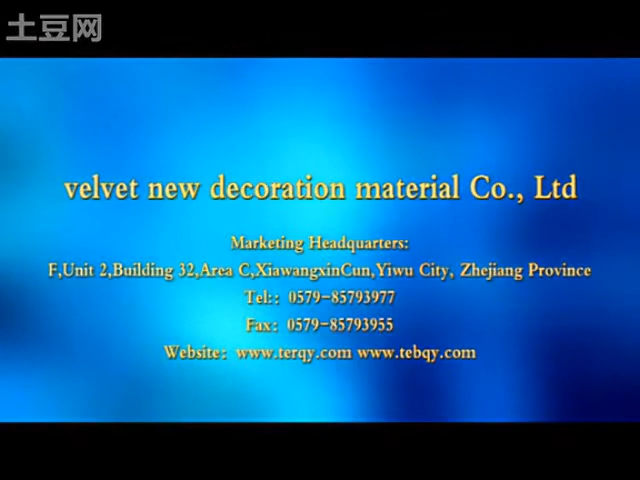 土豆网
velvet new decoration material Co., Ltd
Marketing Headquarters:
F,Unit 2,Building 32,Area C,XiawangxinCun,Yiwu City, Zhejiang Province
Tel:: 0579-85793977
Fax: 0579-85793955
Website: www.terqy.com www.tebqy.com